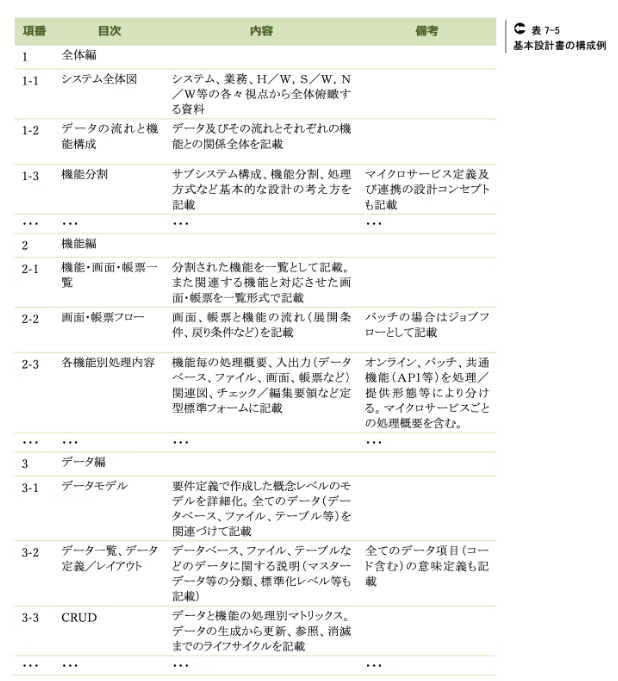 表 7-5
基本設計書の構成例
項番 目次 内容 備考
1 全体編
1-1 システム全体図 システム、業務、H／W，S／W，N
／W等の各々視点から全体俯瞰す
る資料
1-2 データの流れと機 データ及びその流れとそれぞれの機
能構成 能との関係全体を記載
1-3 機能分割 サブシステム構成、機能分割、処理 マイクロサービス定義及
方式など基本的な設計の考え方を び連携の設計コンセプト
記載 も記載
・・・ ・・・ ・・・ ・・・
2 機能編
2-1 機能・画面・帳票一 分割された機能を一覧として記載。
覧 また関連する機能と対応させた画
面・帳票を一覧形式で記載
2-2 画面・帳票フロー 画面、帳票と機能の流れ（展開条 バッチの場合はジョブフ
件、戻り条件など）を記載 ローとして記載
2-3 各機能別処理内容 機能毎の処理概要、入出力（データ オンライン、バッチ、共通
ベース、ファイル、画面、帳票など） 機能（API等）を処理／
関連図、チェック／編集要領など定 提供形態等により分け
型標準フォームに記載 る。マイクロサービスごと
の処理概要を含む。
・・・ ・・・ ・・・ ・・・
3 データ編
3-1 データモデル 要件定義で作成した概念レベルのモ
デルを詳細化。全てのデータ（デー
タベース、ファイル、テーブル等）を
関連づけて記載
3-2 データ一覧、データ データベース、ファイル、テーブルな 全てのデータ項目（コー
定義／レイアウト どのデータに関する説明（マスター ド含む）の意味定義も記
データ等の分類、標準化レベル等も 載
記載）
3-3 CRUD データと機能の処理別マトリックス。
データの生成から更新、参照、消滅
までのライフサイクルを記載
・・・ ・・・ ・・・ ・・・